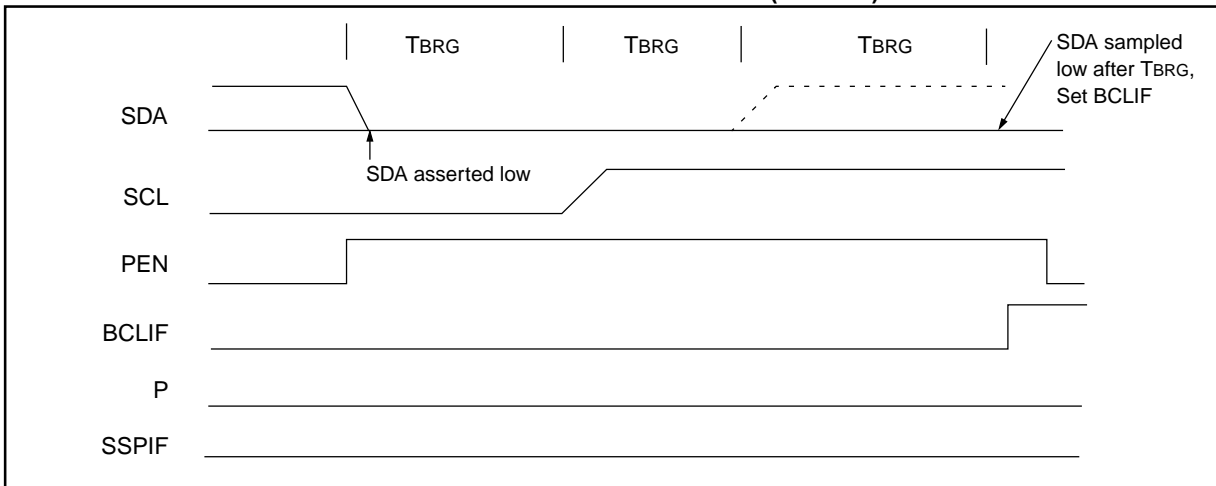 TBRG TBRG TBRG
SDA sampled
low after TBRG,
Set BCLIF
SDA
SDA asserted low
SCL
PEN
BCLIF
P
SSPIF